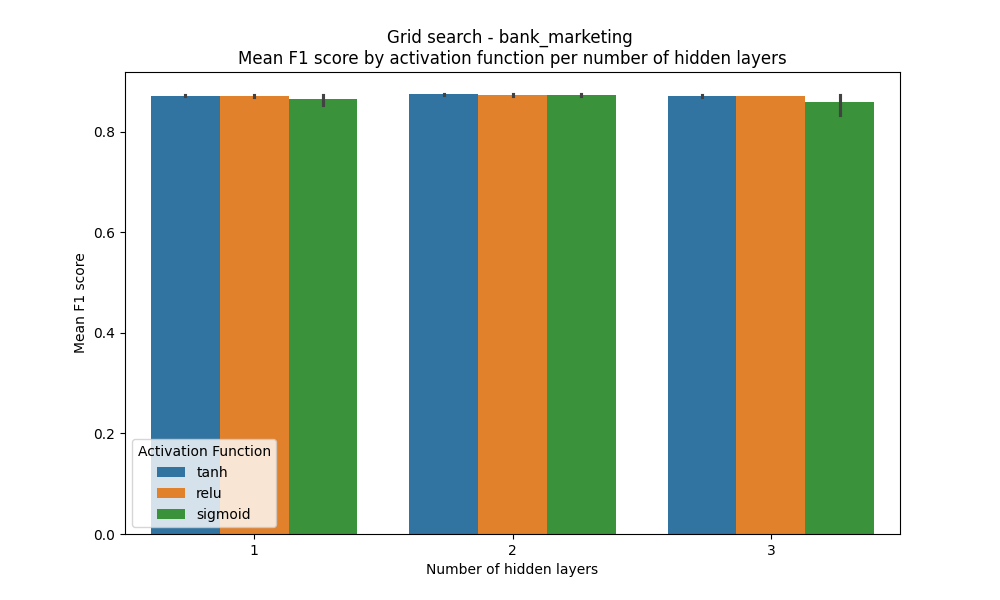 Grid search - bank_marketing
Mean F1 score by activation function per number of hidden layers
Mean F1 score
0.8
0.6
0.4
0.2
0.0
Activation Function
tanh
relu
sigmoid
1
2
3
Number of hidden layers